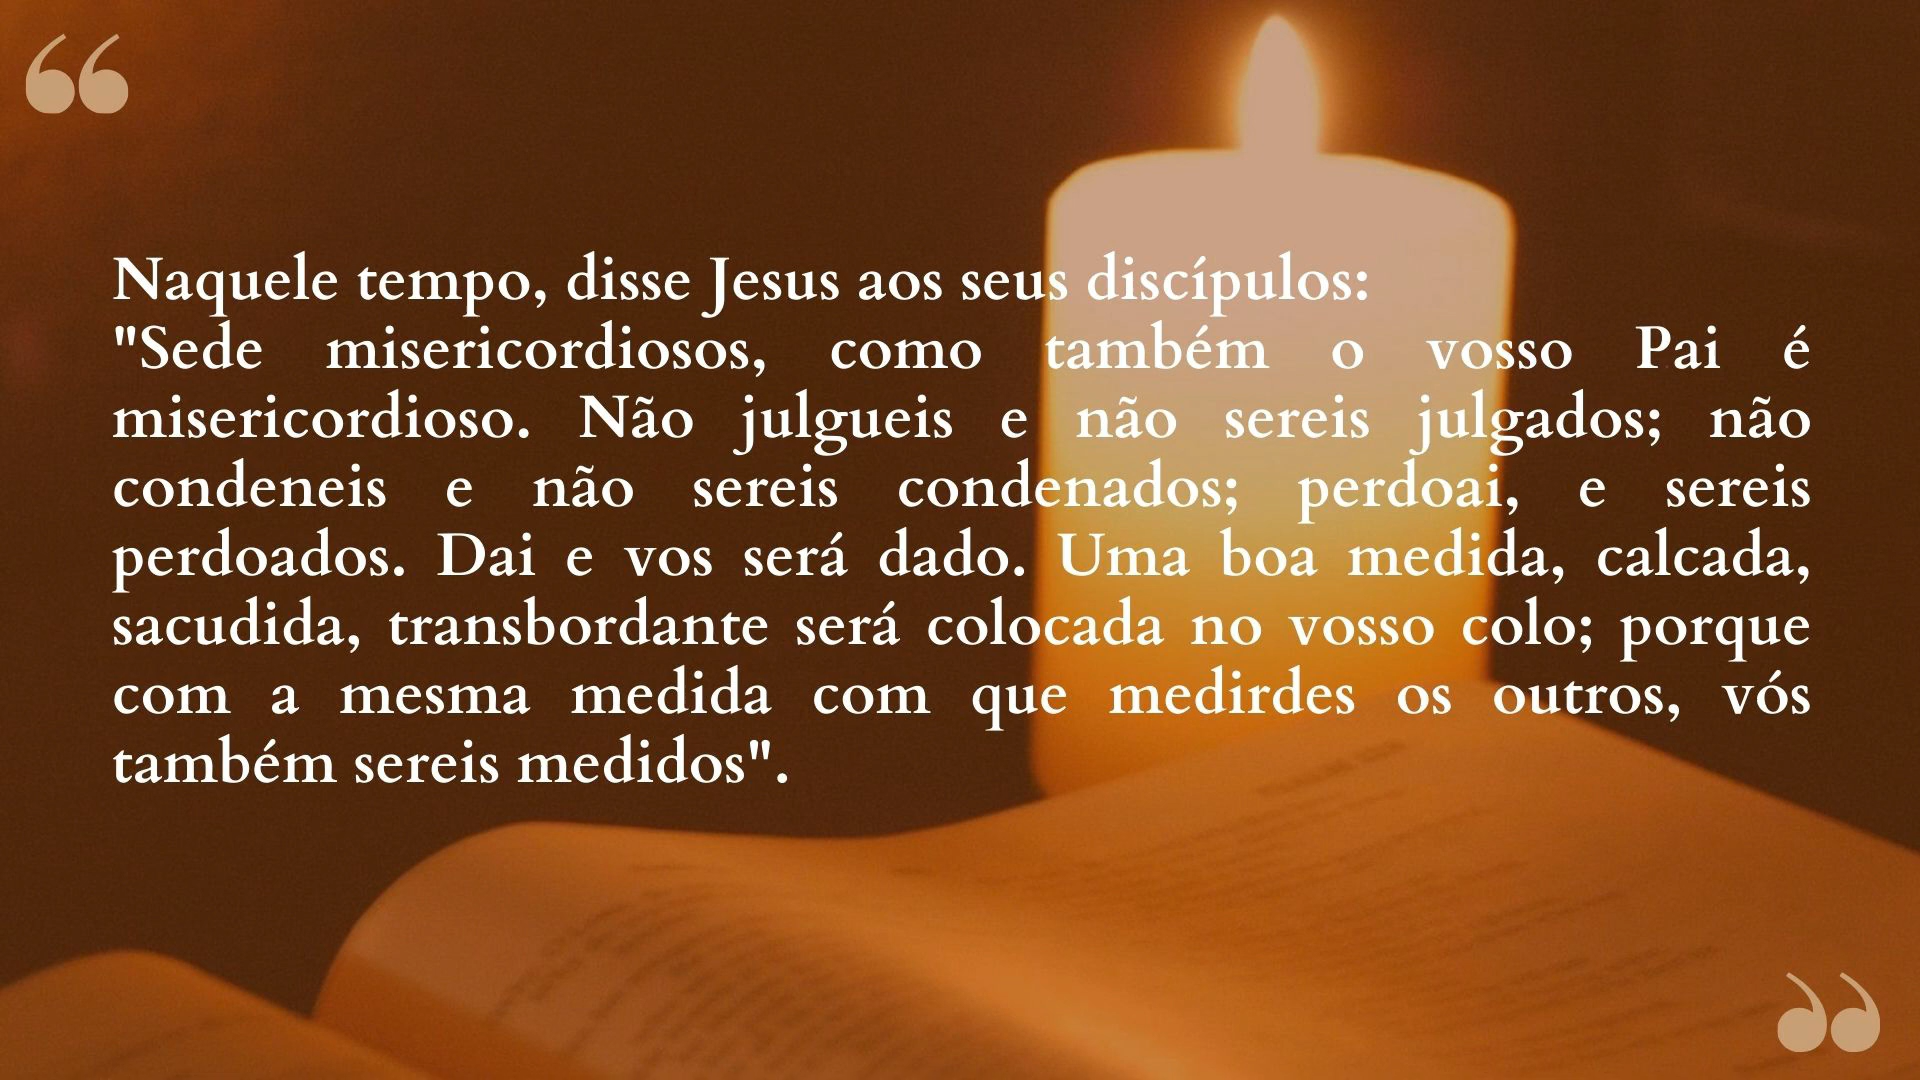 Naquele tempo, disse Jesus aos seus discípulos:
"Sede misericordiosos, como também o vosso Pai é
misericordioso. Não julgueis e não sereis julgados; não
condeneis e não sereis condenados; perdoai, e sereis
perdoados. Dai e vos será dado. Uma boa medida, calcada,
sacudida, transbordante será colocada no vosso colo; porque
com a mesma medida com que medirdes os outros, vós
também sereis medidos".